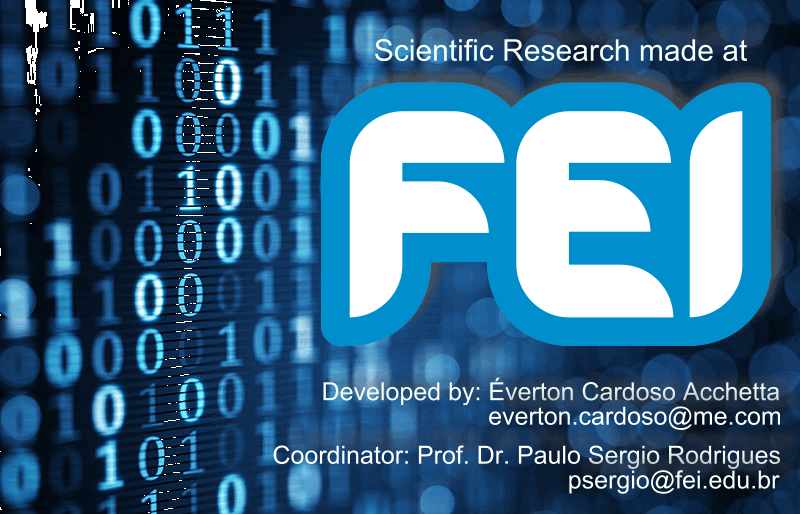 Scientific Research made at
FEI
Developed by: Éverton Cardoso Acchetta
everton.cardoso@me.com
Coordinator: Prof. Dr. Paulo Sergio Rodrigues
psergio@fei.edu.br